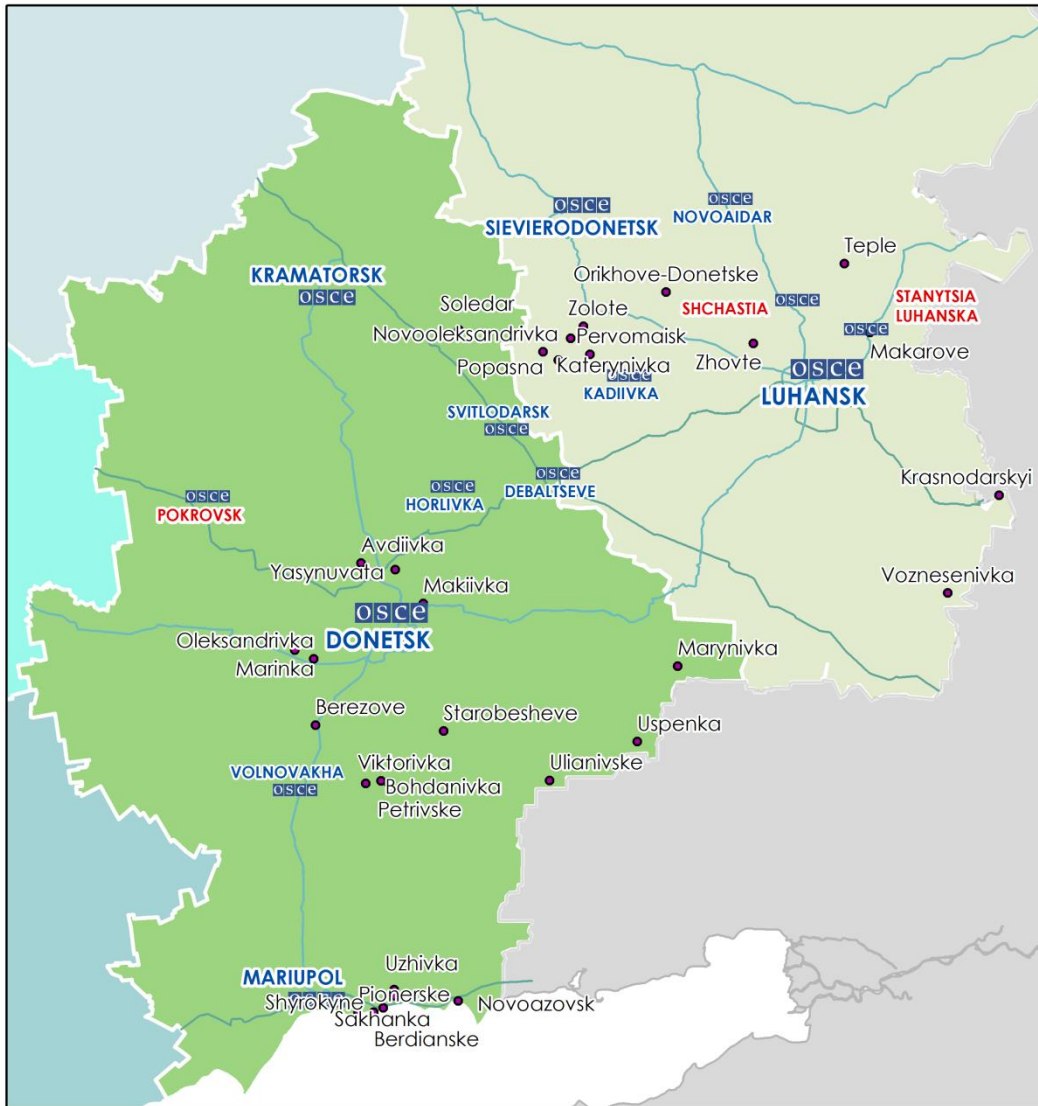 osce
SIEVIERODONETSK
osce
NOVOAIDAR
Teple
KRAMATORSK
osce
Orikhove-Donetske
Soledar
Zolote
SHCHASTIA
osce
STANYTSIA
LUHANSKA
Novooleksandrivka
Pervomaisk
osce
Makarove
Popasna
Katerynivka
Zhovte
osce
LUHANSK
osce
KADIIVKA
SVITLODARSK
osce
osce
DEBALTSEVE
Krasnodarskyi
osce
HORLIVKA
osce
POKROVSK
Avdiivka
Yasynuvata
Makiivka
Voznesenivka
osce
DONETSK
Oleksandrivka
Marinka
Marynivka
Berezove
Starobesheve
Uspenka
VOLNOVAKHA
osce
Viktorivka
Bohdanivka
Petrivske
Ulianivske
MARIUPOL
osce
Uzhivka
Pionerske
Shyrokyne
Sakhanka
Novoazovsk
Berdianske